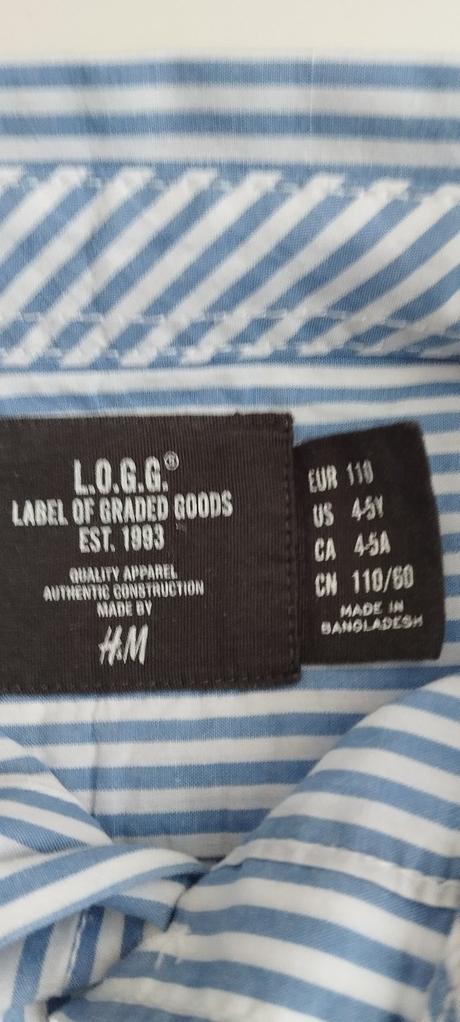 L.O.G.G.®
LABEL OF GRADED GOODS
EST. 1993
QUALITY APPAREL
AUTHENTIC CONSTRUCTION
MADE BY
H&M
EUR 110
US 4-5Y
CA 4-5A
CN 110/60
MADE IN
BANGLADESH